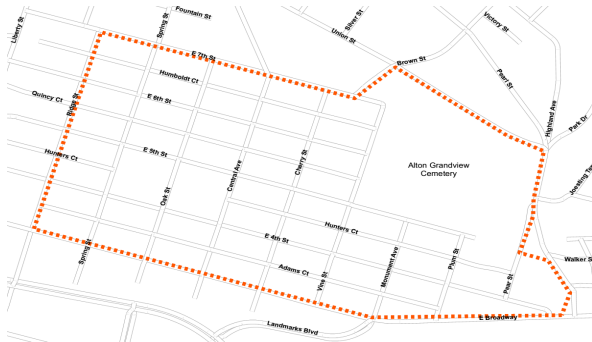 Fountain St
Silver St
Victory St
Liberty St
Spring St
Union St
E 7th St
Brown St
Humboldt Ct
Pearl St
Quincy Ct
E 6th St
Ridge St
Highland Ave
Park Dr
Hunters Ct
E 5th St
Central Ave
Cherry St
Alton Grandview
Cemetery
Oak St
Hunters Ct
E 4th St
Spring St
Adams Ct
Vine St
Monument Ave
Plum St
Pear St
Walker S
Landmarks Blvd
E Broadway